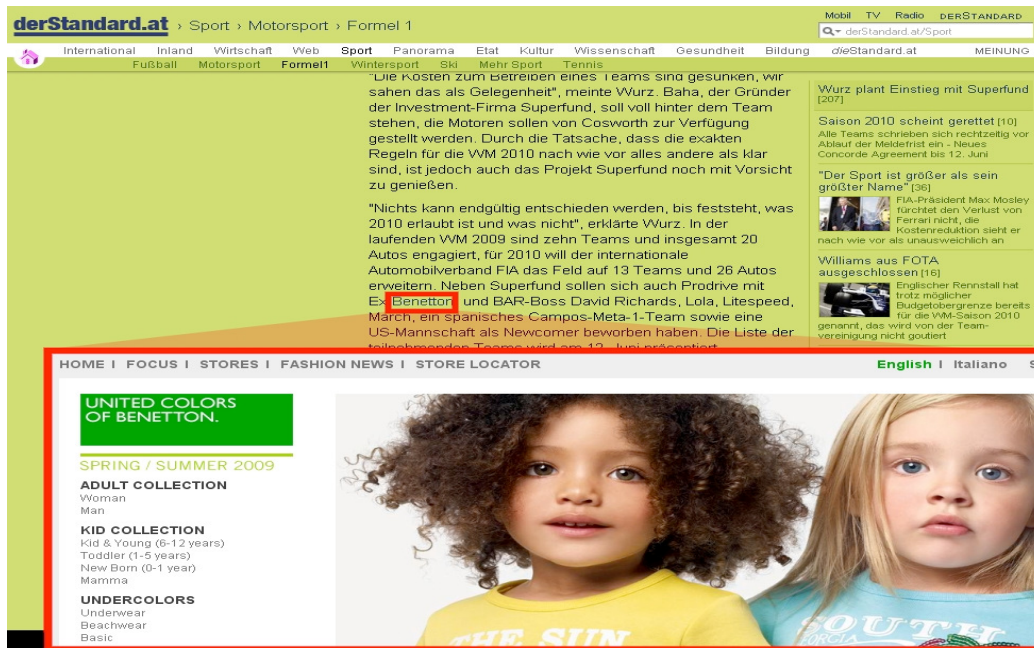 derStandard.at › Sport › Motorsport › Formel 1
Mobil TV Radio DERSTANDARD
derStandard.at/Sport
International Inland Wirtschaft Web Sport Panorama Etat Kultur Wissenschaft Gesundheit Bildung dieStandard.at MEINUNG
Fußball Motorsport Formel1 Wintersport Ski Mehr Sport Tennis
"Die Kosten zum Betreiben eines Teams sind gesunken, wir
sahen das als Gelegenheit", meinte Wurz. Baha, der Gründer
der Investment-Firma Superfund, soll voll hinter dem Team
stehen, die Motoren sollen von Cosworth zur Verfügung
gestellt werden. Durch die Tatsache, dass die exakten
Regeln für die WM 2010 nach wie vor alles andere als klar
sind, ist jedoch auch das Projekt Superfund noch mit Vorsicht
zu genießen.
"Nichts kann endgültig entschieden werden, bis feststeht, was
2010 erlaubt ist und was nicht", erklärte Wurz. In der
laufenden WM 2009 sind zehn Teams und insgesamt 20
Autos engagiert, für 2010 will der internationale
Automobilverband FIA das Feld auf 13 Teams und 26 Autos
erweitern. Neben Superfund sollen sich auch Prodrive mit
Ex Benetton und BAR-Boss David Richards, Lola, Litespeed,
March, ein spanisches Campos-Meta-1-Team sowie eine
US-Mannschaft als Newcomer beworben haben. Die Liste der
teilnehmenden Teams wird am 12. Juni präsentiert.
Wurz plant Einstieg mit Superfund
[207]
Saison 2010 scheint gerettet [10]
Alle Teams schrieben sich rechtzeitig vor
Ablauf der Meldefrist ein - Neues
Concorde Agreement bis 12. Juni
"Der Sport ist größer als sein
größter Name" [36]
FIA-Präsident Max Mosley
fürchtet den Verlust von
Ferrari nicht, die
Kostenreduktion sieht er
nach wie vor als unausweichlich an
Williams aus FOTA
ausgeschlossen [16]
Englischer Rennstall hat
trotz möglicher
Budgetobergrenze bereits
für die WM-Saison 2010
genannt, das wird von der Team-
vereinigung nicht goutiert
HOME I FOCUS I STORES I FASHION NEWS I STORE LOCATOR
English I Italiano
UNITED COLORS
OF BENETTON.
SPRING / SUMMER 2009
ADULT COLLECTION
Woman
Man
KID COLLECTION
Kid & Young (6-12 years)
Toddler (1-5 years)
New Born (0-1 year)
Mamma
UNDERCOLORS
Underwear
Beachwear
Basic
THE SUN
SOUTH